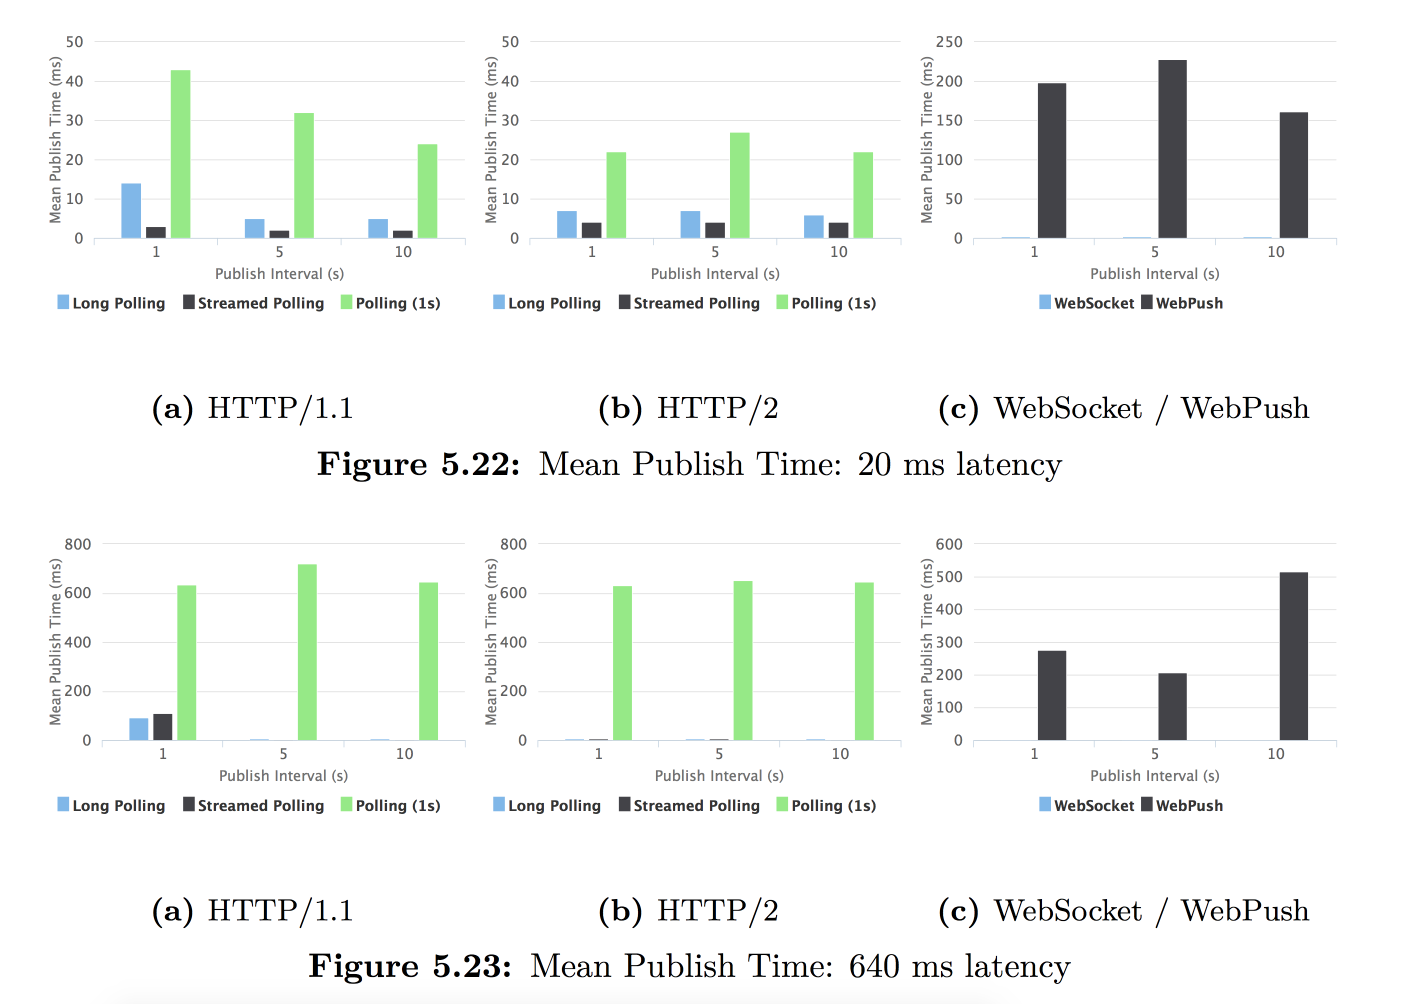 50
40
30
20
10
0
Mean Publish Time (ms)
1 5 10
Publish Interval (s)
Long Polling Streamed Polling Polling (1s)
50
40
30
20
10
0
Mean Publish Time (ms)
1 5 10
Publish Interval (s)
Long Polling Streamed Polling Polling (1s)
250
200
150
100
50
0
Mean Publish Time (ms)
1 5 10
Publish Interval (s)
WebSocket WebPush
(a) HTTP/1.1
(b) HTTP/2
(c) WebSocket / WebPush
Figure 5.22: Mean Publish Time: 20 ms latency
800
600
400
200
0
Mean Publish Time (ms)
1 5 10
Publish Interval (s)
Long Polling Streamed Polling Polling (1s)
800
600
400
200
0
Mean Publish Time (ms)
1 5 10
Publish Interval (s)
Long Polling Streamed Polling Polling (1s)
600
500
400
300
200
100
0
Mean Publish Time (ms)
1 5 10
Publish Interval (s)
WebSocket WebPush
(a) HTTP/1.1
(b) HTTP/2
(c) WebSocket / WebPush
Figure 5.23: Mean Publish Time: 640 ms latency